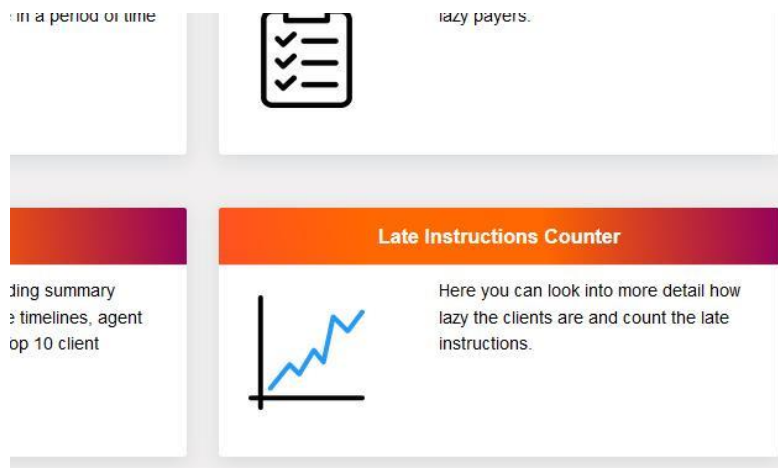 in a period of time
lazy payers.
Late Instructions Counter
ding summary
timelines, agent
op 10 client
Here you can look into more detail how
lazy the clients are and count the late
instructions.